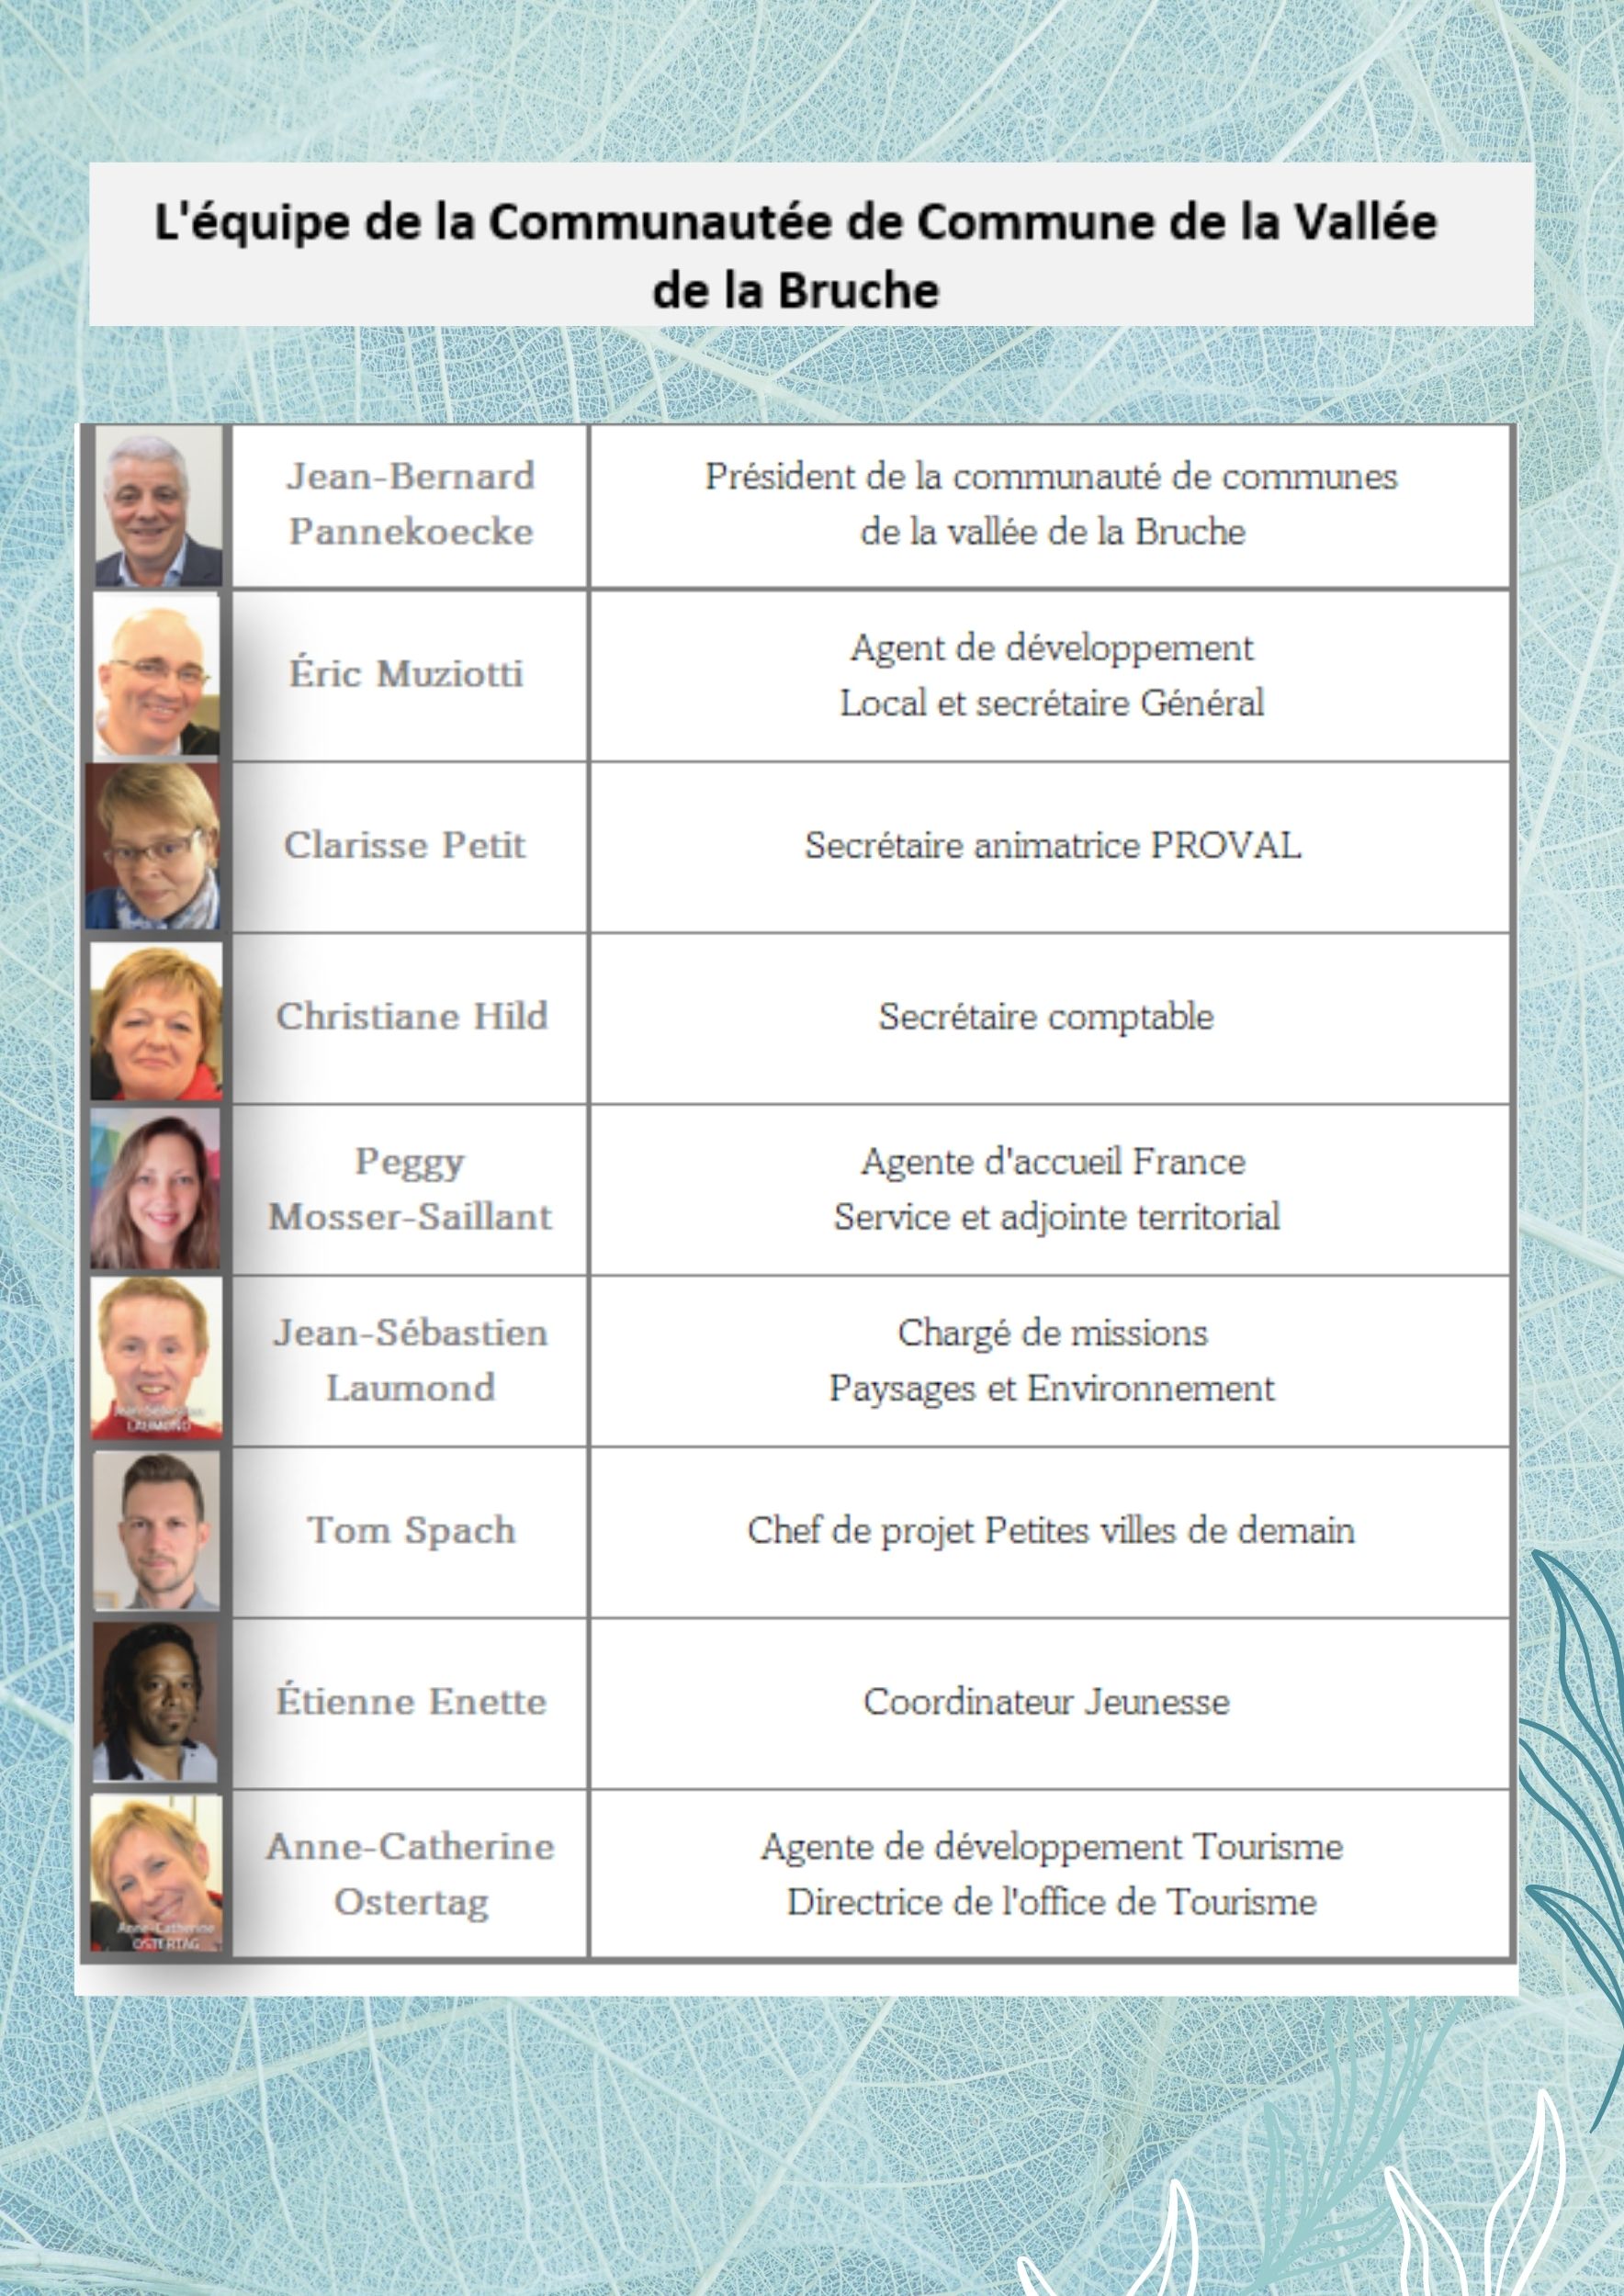 L'équipe de la Communautée de Commune de la Vallée
de la Bruche
Jean-Bernard
Pannekoecke
Président de la communauté de communes
de la vallée de la Bruche
Éric Muziotti
Agent de développement
Local et secrétaire Général
Clarisse Petit
Secrétaire animatrice PROVAL
Christiane Hild
Secrétaire comptable
Peggy
Mosser-Saillant
Agente d'accueil France
Service et adjointe territorial
Jean-Sébastien
LAUMOND
Jean-Sébastien
Laumond
Chargé de missions
Paysages et Environnement
Tom Spach
Chef de projet Petites villes de demain
Étienne Enette
Coordinateur Jeunesse
Anne-Catherine
OSTERTAG
Anne-Catherine
Ostertag
Agente de développement Tourisme
Directrice de l'office de Tourisme